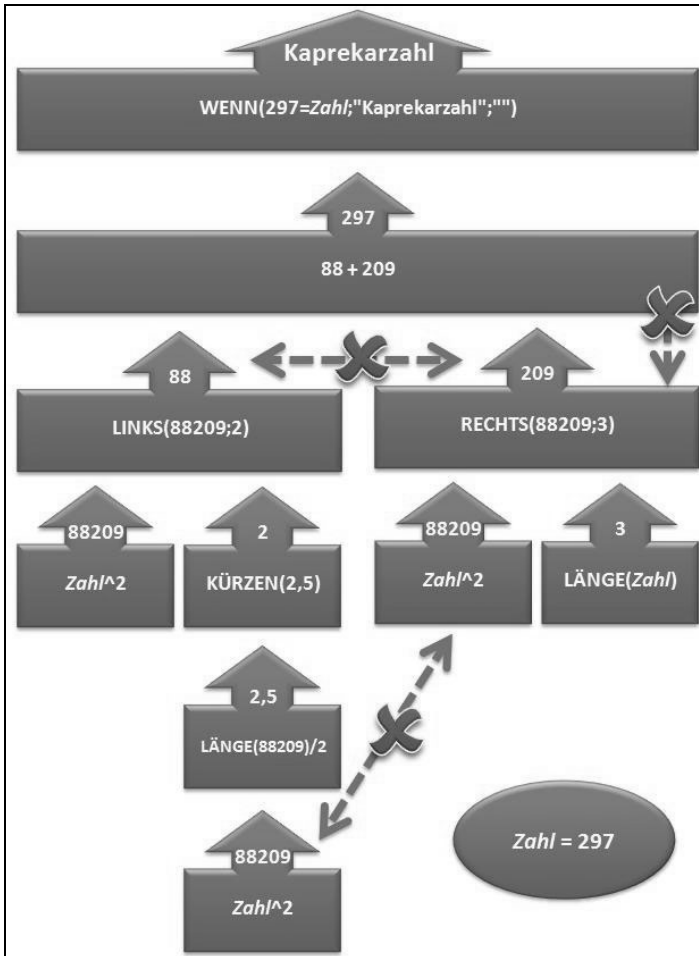 Kaprekarzahl
WENN(297=Zahl;"Kaprekarzahl";"")
297
88 + 209
88
209
LINKS(88209;2)
RECHTS(88209;3)
88209
2
88209
3
Zahl^2
KÜRZEN(2,5)
Zahl^2
LÄNGE(Zahl)
2,5
LÄNGE(88209)/2
Zahl = 297
88209
Zahl^2